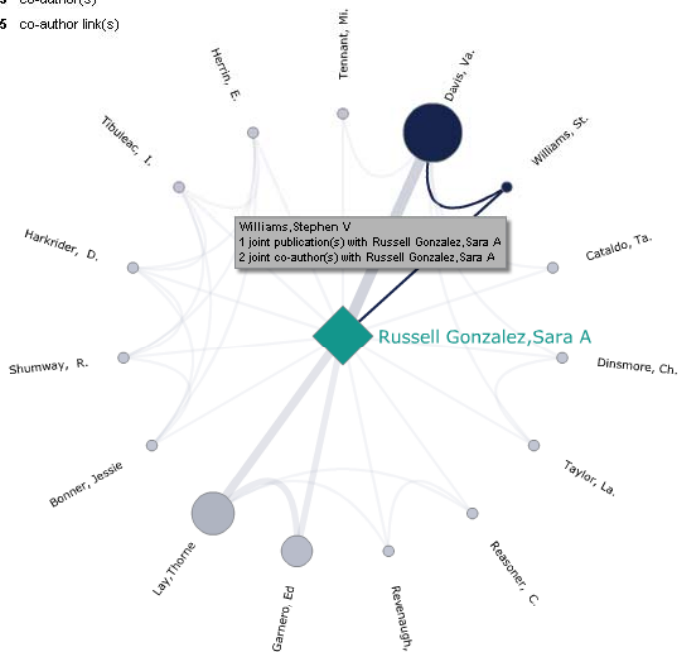 co-author(s)
5 co-author link(s)
Tennant, Mi.
Davis, Va.
Herrin, E.
Williams, St.
Tibuleac, I.
Harkrider, D.
Cataldo, Ta.
Williams,Stephen V
1 joint publication(s) with Russell Gonzalez,Sara A
2 joint co-author(s) with Russell Gonzalez,Sara A
Russell Gonzalez,Sara A
Shumway, R.
Dinsmore, Ch.
Bonner, Jessie
Taylor, La.
Lay,Thorne
Reasoner, C.
Garnero, Ed
Revenaugh,